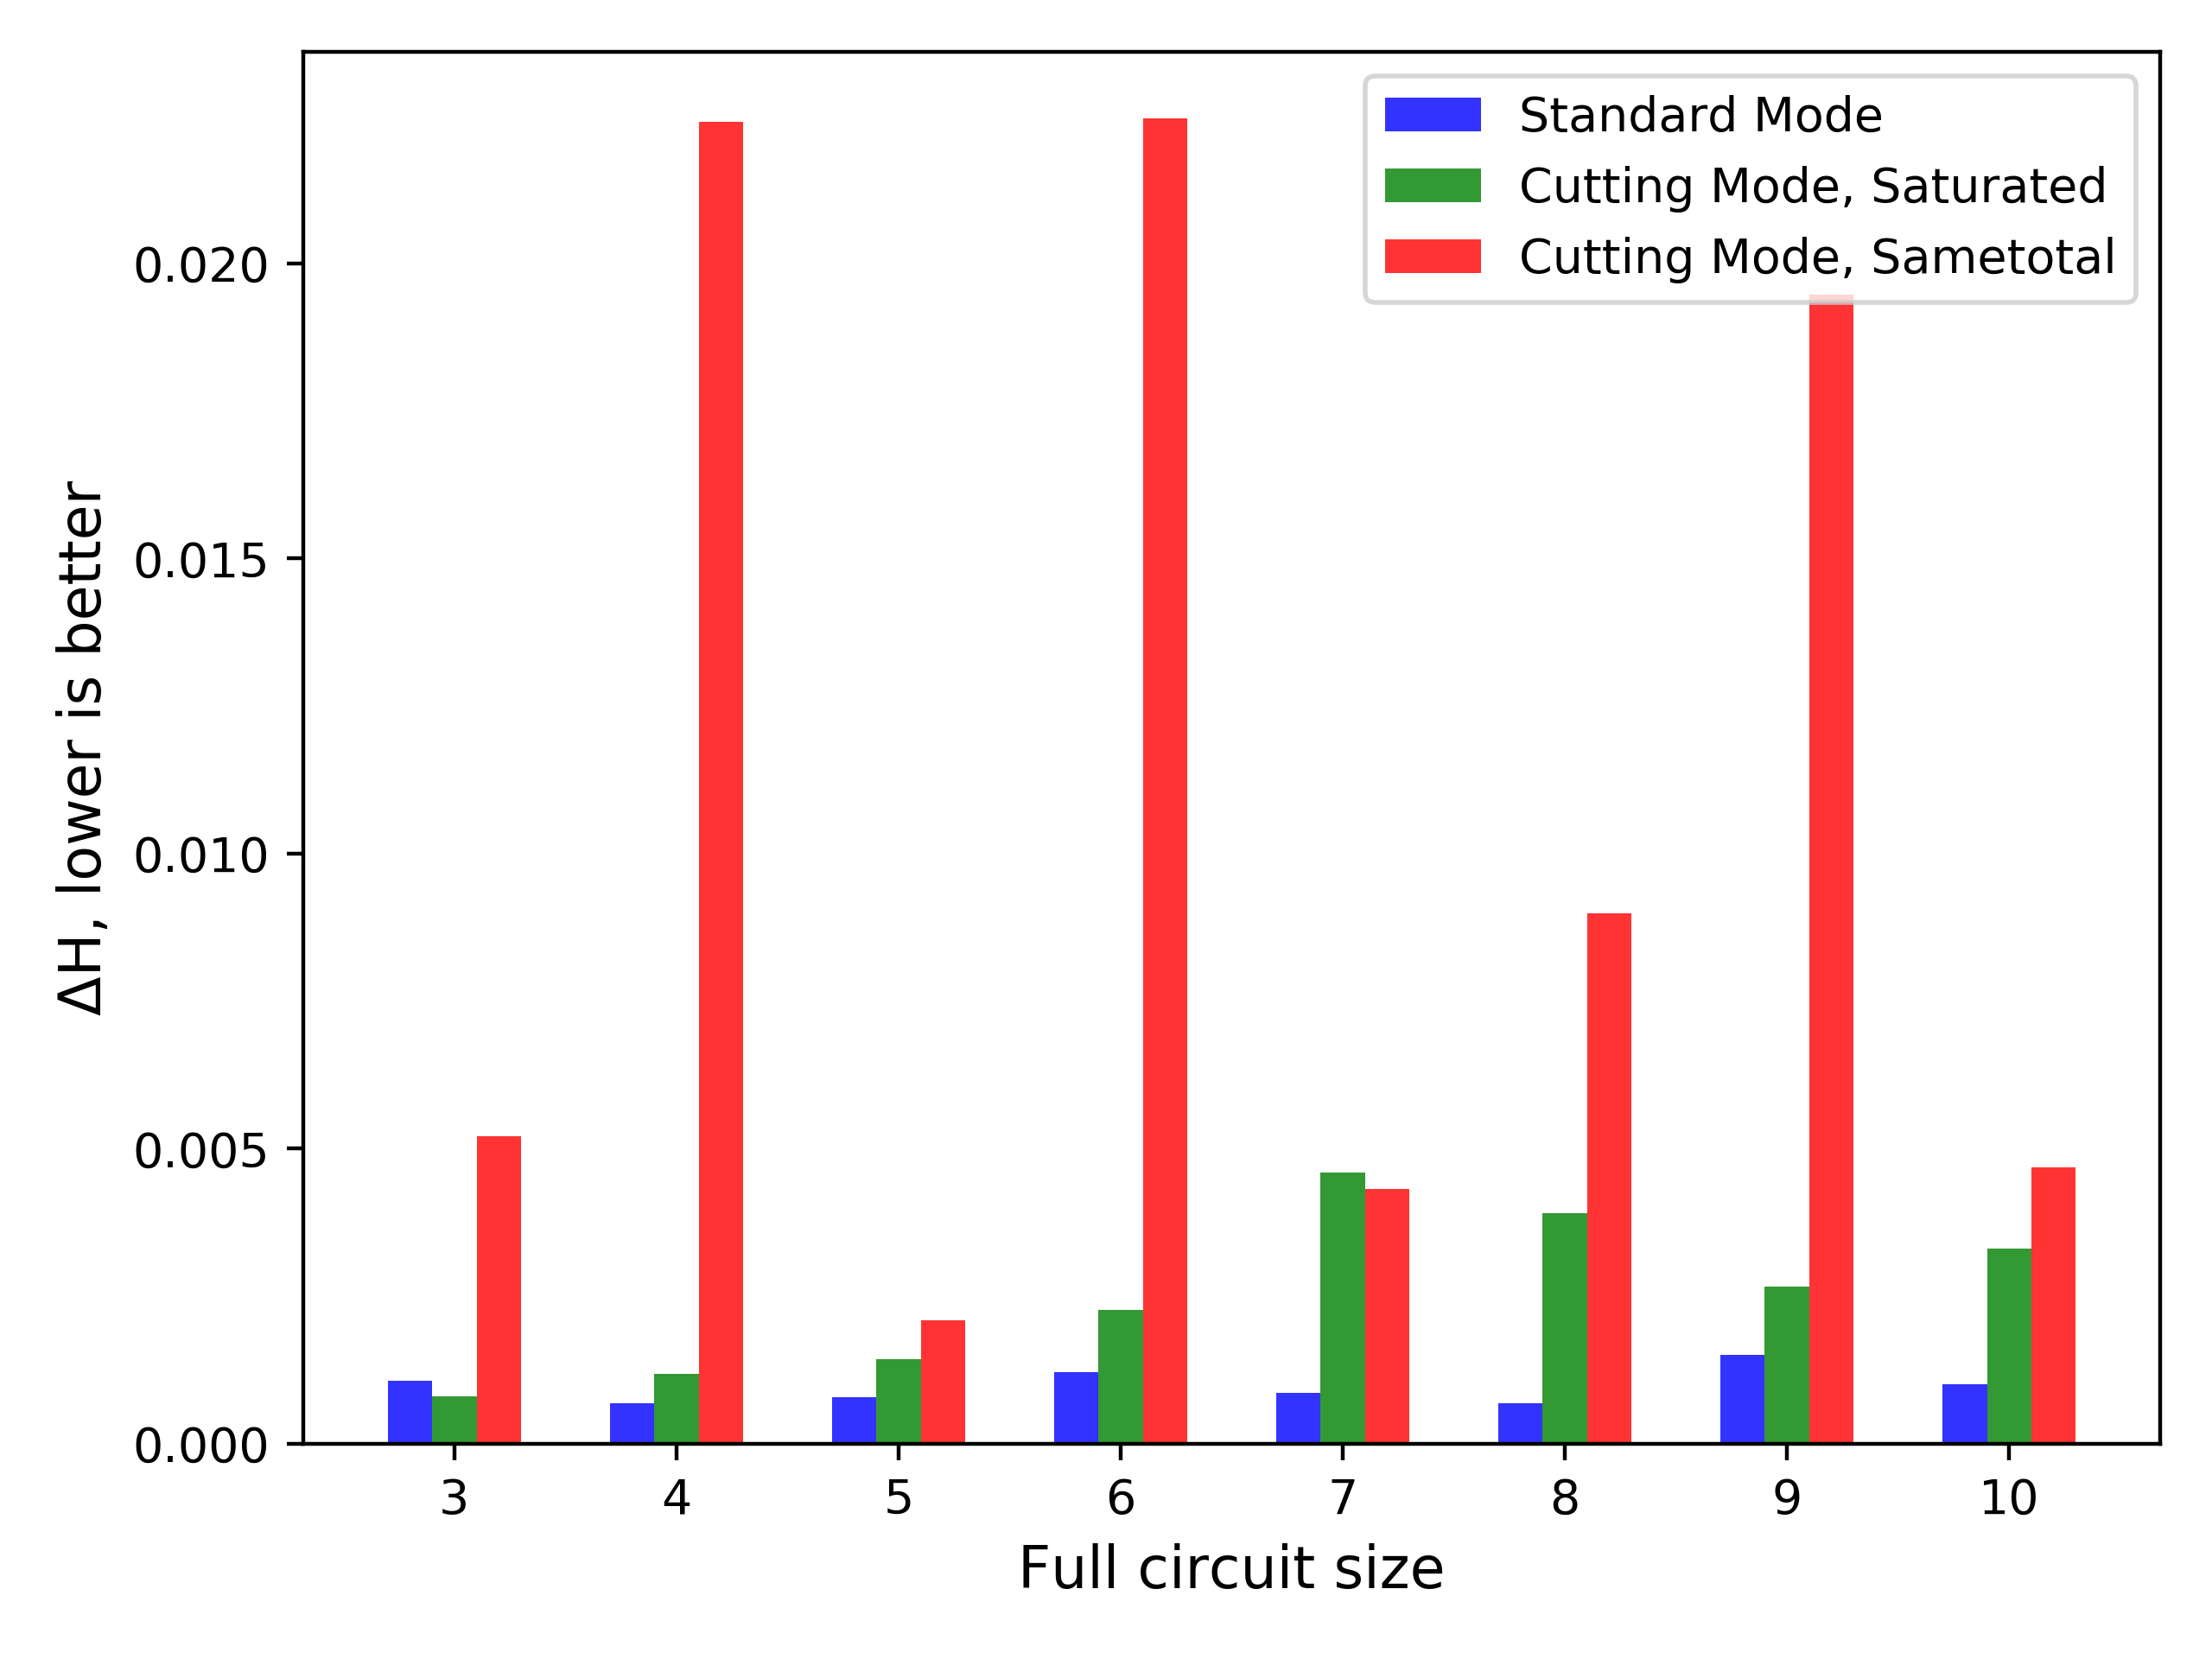 Standard Mode
Cutting Mode, Saturated
Cutting Mode, Sametotal
ΔH, lower is better
0.020
0.015
0.010
0.005
0.000
3 4 5 6 7 8 9 10
Full circuit size